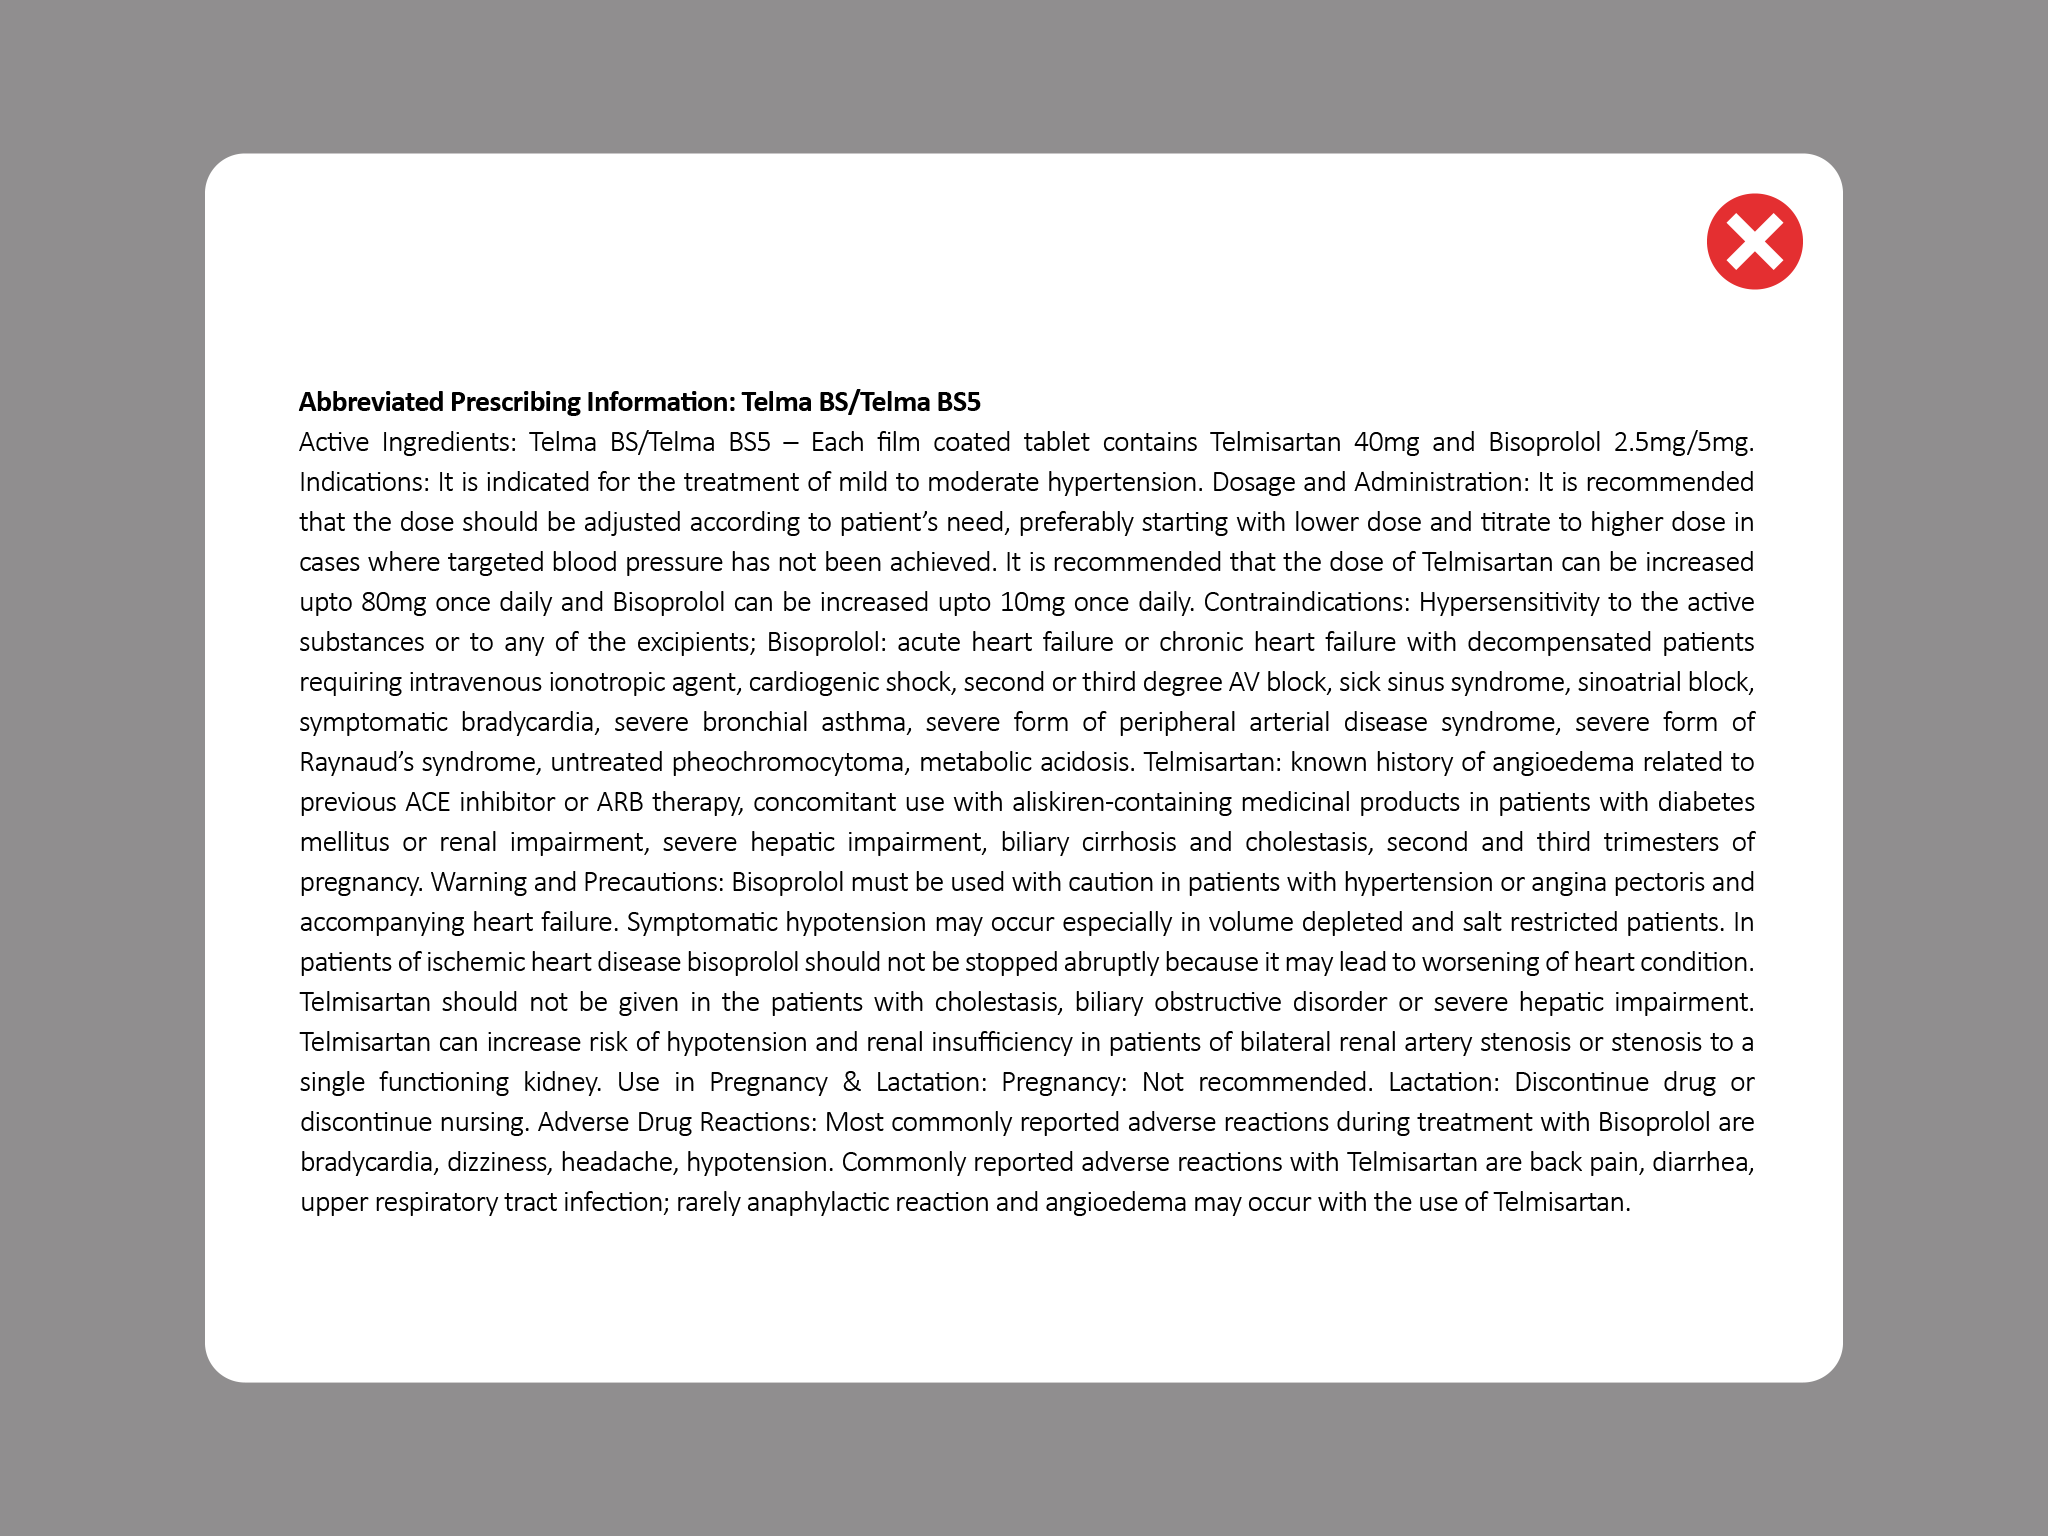 Abbreviated Prescribing Information: Telma BS/Telma BS5
Active Ingredients: Telma BS/Telma BS5 – Each film coated tablet contains Telmisartan 40mg and Bisoprolol 2.5mg/5mg.
Indications: It is indicated for the treatment of mild to moderate hypertension. Dosage and Administration: It is recommended
that the dose should be adjusted according to patient’s need, preferably starting with lower dose and titrate to higher dose in
cases where targeted blood pressure has not been achieved. It is recommended that the dose of Telmisartan can be increased
upto 80mg once daily and Bisoprolol can be increased upto 10mg once daily. Contraindications: Hypersensitivity to the active
substances or to any of the excipients; Bisoprolol: acute heart failure or chronic heart failure with decompensated patients
requiring intravenous ionotropic agent, cardiogenic shock, second or third degree AV block, sick sinus syndrome, sinoatrial block,
symptomatic bradycardia, severe bronchial asthma, severe form of peripheral arterial disease syndrome, severe form of
Raynaud’s syndrome, untreated pheochromocytoma, metabolic acidosis. Telmisartan: known history of angioedema related to
previous ACE inhibitor or ARB therapy, concomitant use with aliskiren-containing medicinal products in patients with diabetes
mellitus or renal impairment, severe hepatic impairment, biliary cirrhosis and cholestasis, second and third trimesters of
pregnancy. Warning and Precautions: Bisoprolol must be used with caution in patients with hypertension or angina pectoris and
accompanying heart failure. Symptomatic hypotension may occur especially in volume depleted and salt restricted patients. In
patients of ischemic heart disease bisoprolol should not be stopped abruptly because it may lead to worsening of heart condition.
Telmisartan should not be given in the patients with cholestasis, biliary obstructive disorder or severe hepatic impairment.
Telmisartan can increase risk of hypotension and renal insufficiency in patients of bilateral renal artery stenosis or stenosis to a
single functioning kidney. Use in Pregnancy & Lactation: Pregnancy: Not recommended. Lactation: Discontinue drug or
discontinue nursing. Adverse Drug Reactions: Most commonly reported adverse reactions during treatment with Bisoprolol are
bradycardia, dizziness, headache, hypotension. Commonly reported adverse reactions with Telmisartan are back pain, diarrhea,
upper respiratory tract infection; rarely anaphylactic reaction and angioedema may occur with the use of Telmisartan.